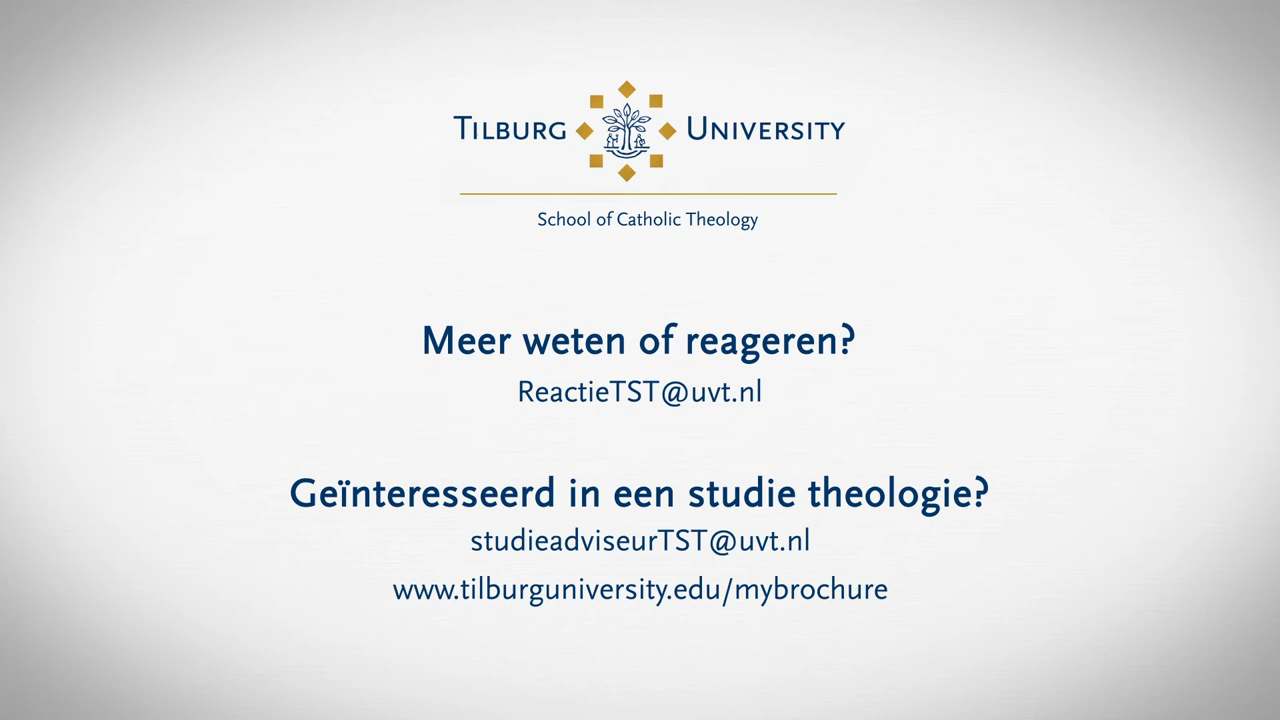 TILBURG UNIVERSITY
School of Catholic Theology
Meer weten of reageren?
ReactieTST@uvt.nl
Geïnteresseerd in een studie theologie?
studieadviseurTST@uvt.nl
www.tilburguniversity.edu/mybrochure